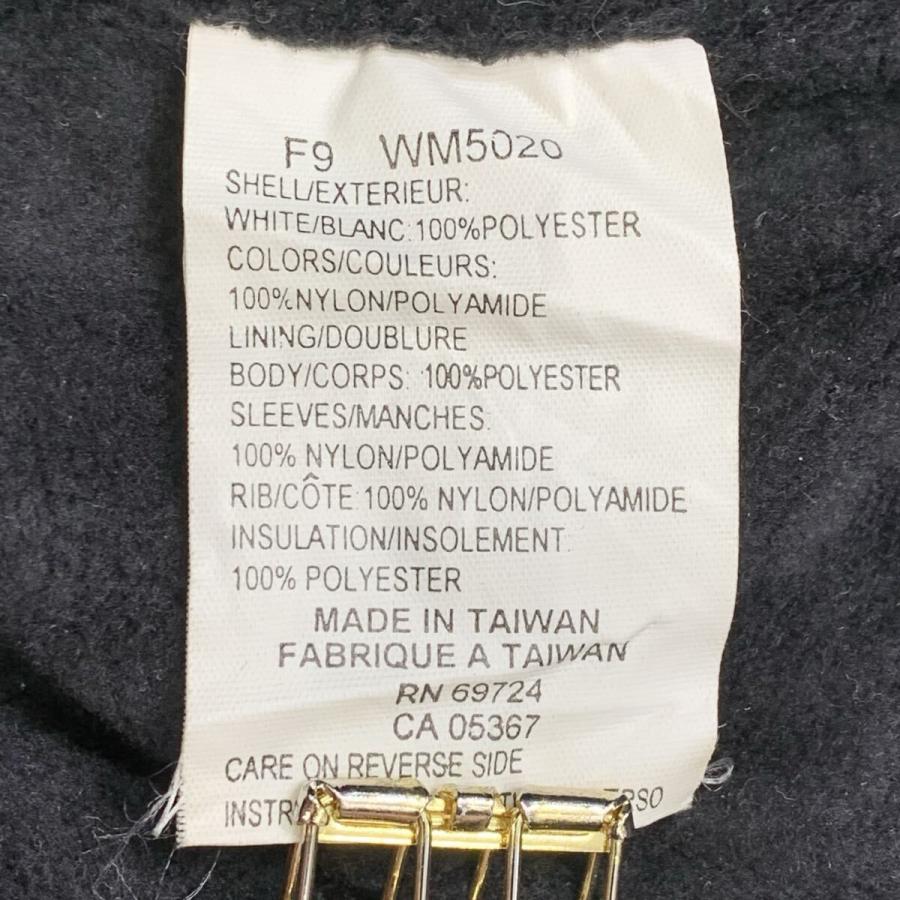 F9 WM5020
SHELL/EXTERIEUR:
WHITE/BLANC:100%POLYESTER
COLORS/COULEURS:
100%NYLON/POLYAMIDE
LINING/DOUBLURE
BODY/CORPS: 100%POLYESTER
SLEEVES/MANCHES:
100% NYLON/POLYAMIDE
RIB/CÔTE:100% NYLON/POLYAMIDE
INSULATION/INSOLEMENT:
100% POLYESTER
MADE IN TAIWAN
FABRIQUE A TAIWAN
RN 69724
CA 05367
CARE ON REVERSE SIDE